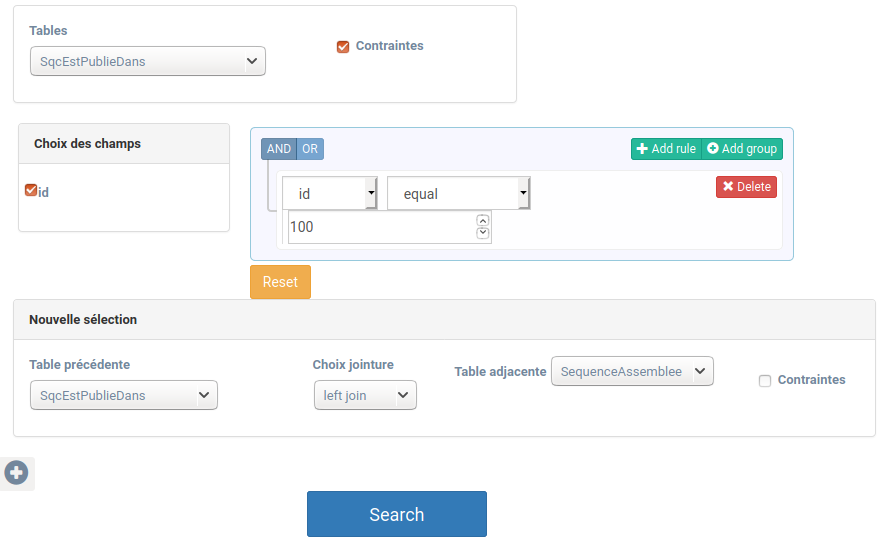 Tables
SqcEstPublieDans
Contraintes
Choix des champs
id
AND OR
Add rule Add group
id equal
Delete
100
Reset
Nouvelle sélection
Table précédente
SqcEstPublieDans
Choix jointure
left join
Table adjacente SequenceAssemblee
Contraintes
Search